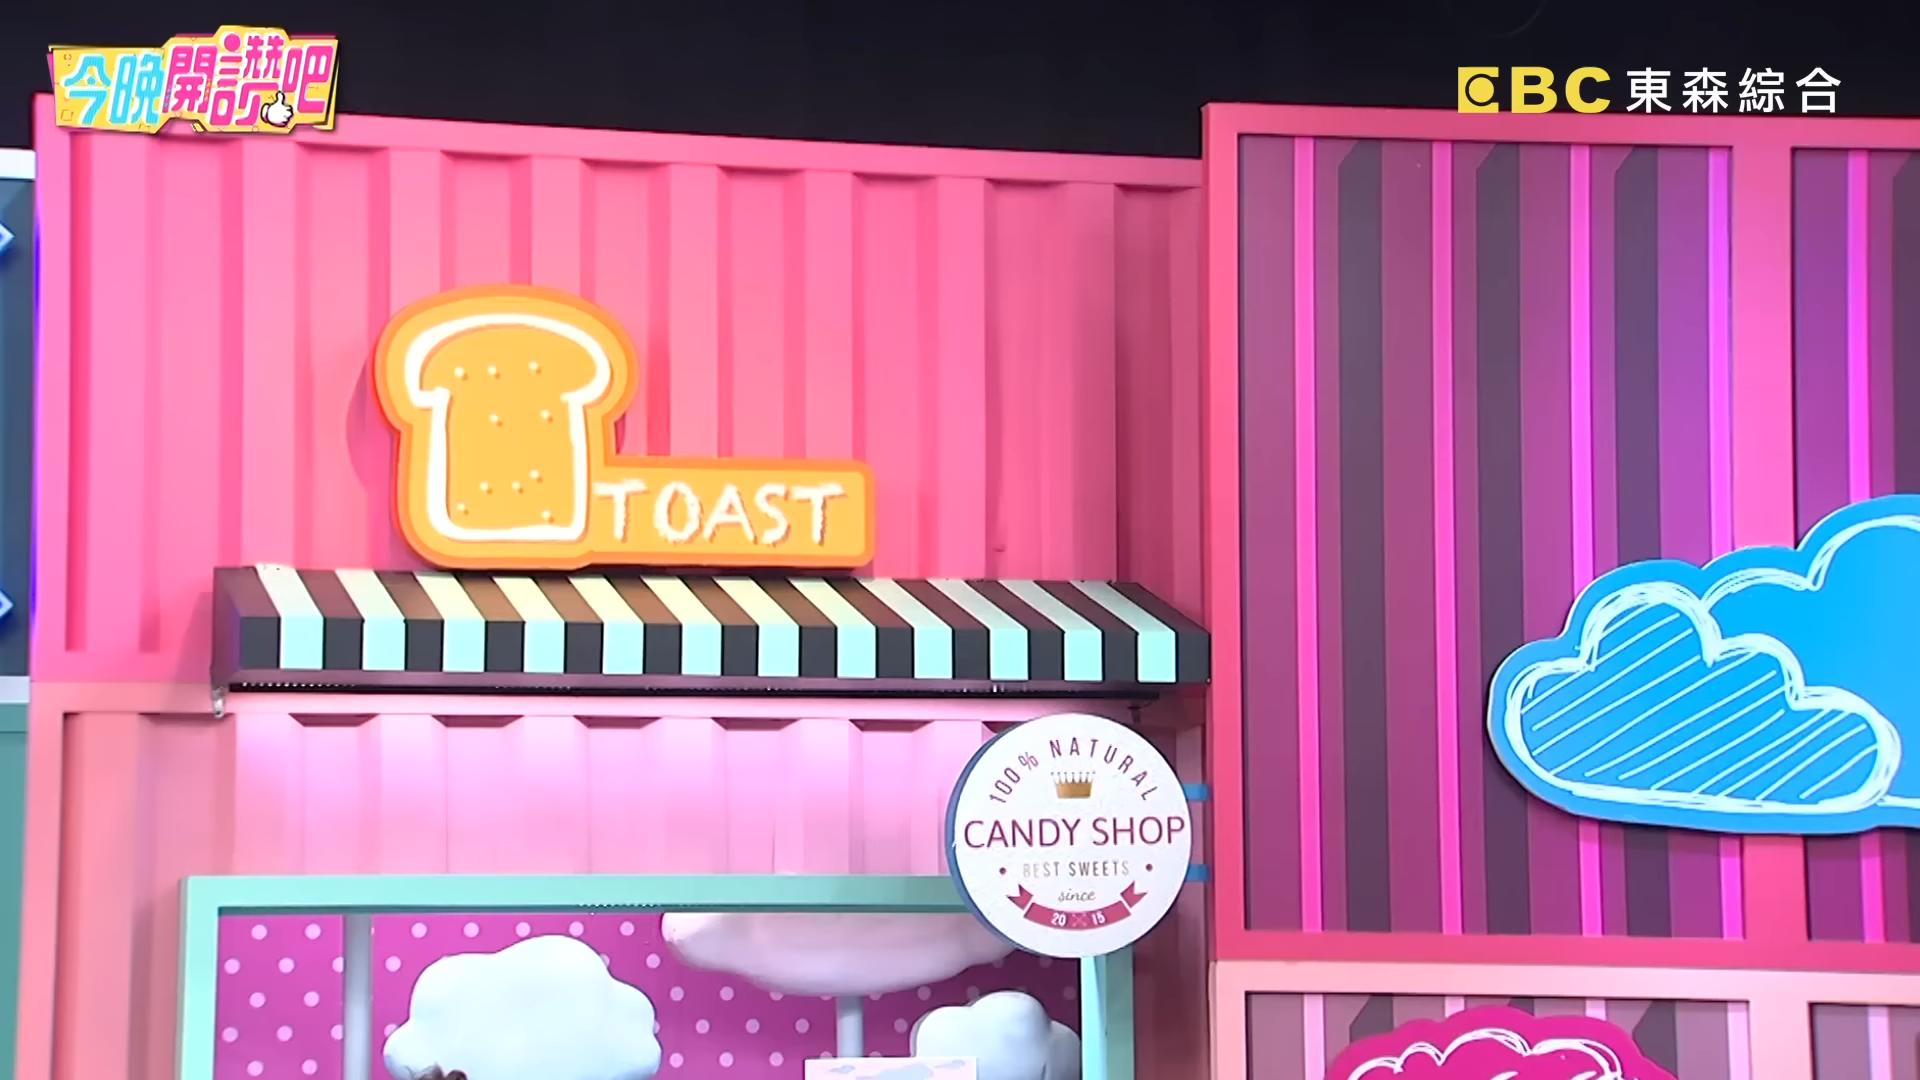 今晚開讚吧
EBC 東森綜合
TOAST
100% NATURAL
CANDY SHOP
• BEST SWEETS •
since
20 15